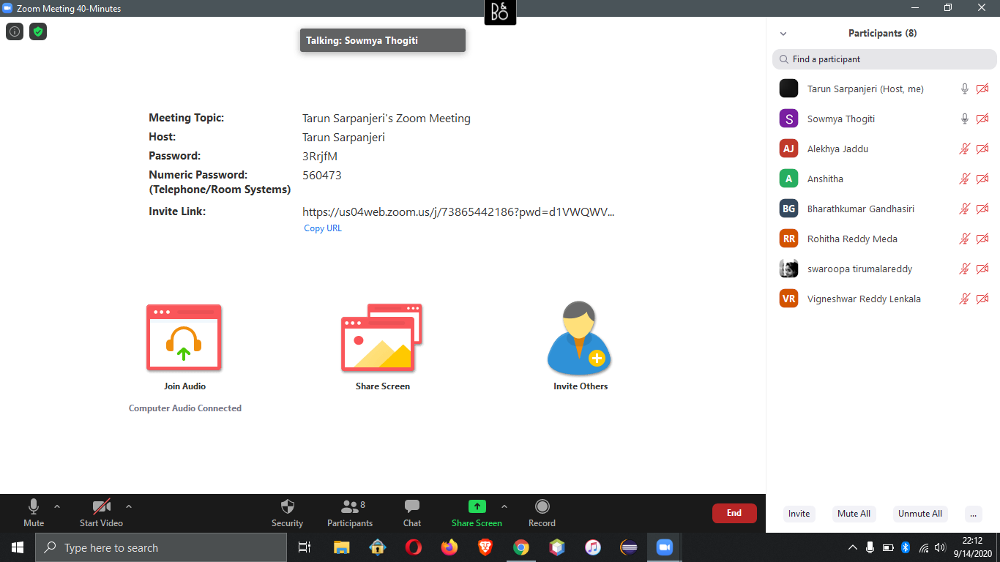 Zoom Meeting 40-Minutes
B&O
Talking: Sowmya Thogiti
Meeting Topic: Tarun Sarpanjeri's Zoom Meeting
Host: Tarun Sarpanjeri
Password: 3RrjfM
Numeric Password: 560473
(Telephone/Room Systems)
Invite Link: https://us04web.zoom.us/j/73865442186?pwd=d1VWQWV...
Copy URL
Join Audio
Computer Audio Connected
Share Screen
Invite Others
Participants (8)
Find a participant
Tarun Sarpanjeri (Host, me)
S Sowmya Thogiti
AJ Alekhya Jaddu
A Anshitha
BG Bharathkumar Gandhasiri
RR Rohitha Reddy Meda
swaroopa tirumalareddy
VR Vigneshwar Reddy Lenkala
Invite Mute All Unmute All ...
Mute Start Video Security Participants 8 Chat Share Screen Record End
Type here to search
22:12
9/14/2020